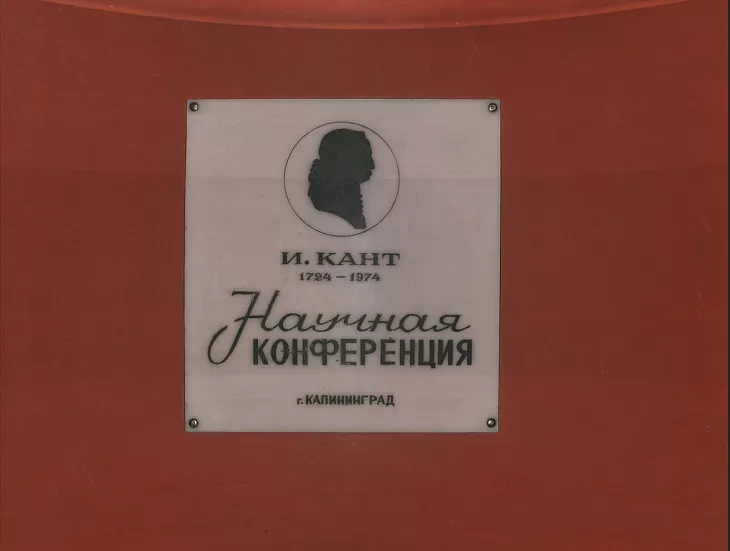 И. КАНТ
1724 – 1974
Научная
КОНФЕРЕНЦИЯ
г. КАЛИНИНГРАД